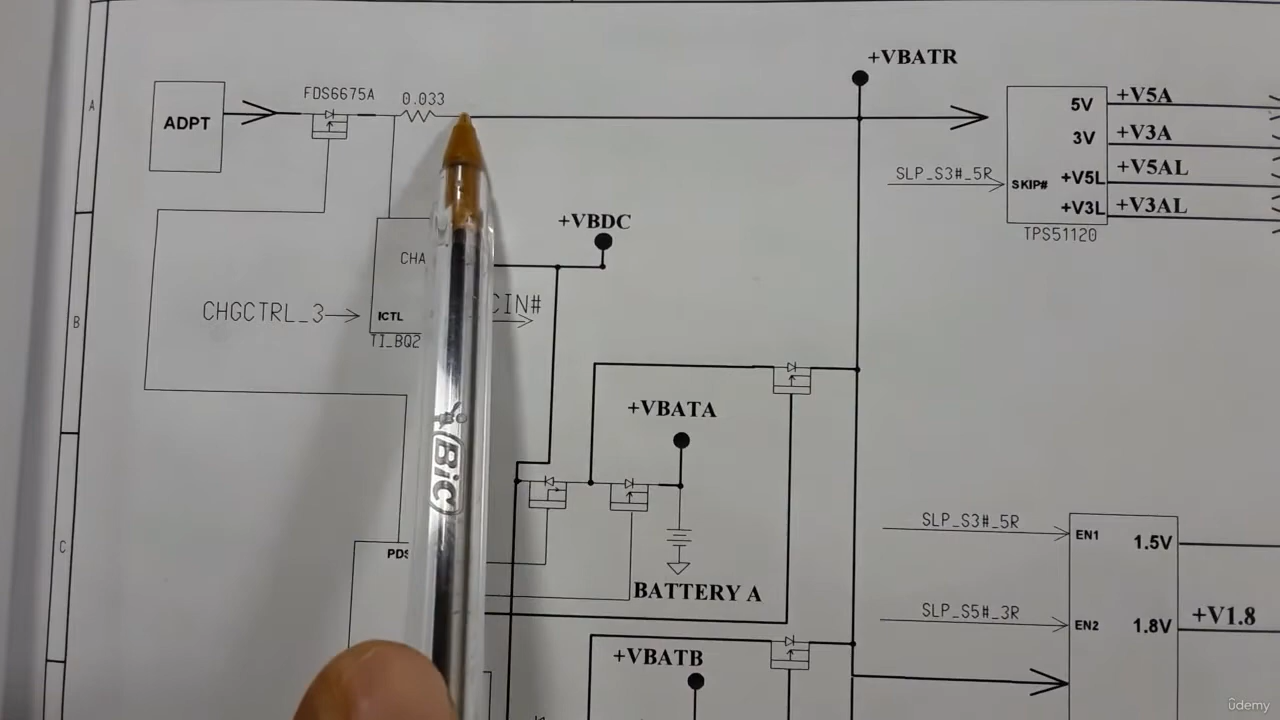 A
ADPT
FDS6675A
0.033
+VBATR
5V
+V5A
3V
+V3A
SLP_S3#_5R
SKIP#
+V5L
+V5AL
+V3L
+V3AL
TPS51120
+VBDC
B
CHA
CHGCTRL_3
ICTL
CIN#
TI_BQ2
+VBATA
Bic
C
PDS
BATTERY A
SLP_S3#_5R
EN1
1.5V
SLP_S5#_3R
EN2
1.8V
+V1.8
+VBATB
ûdemy